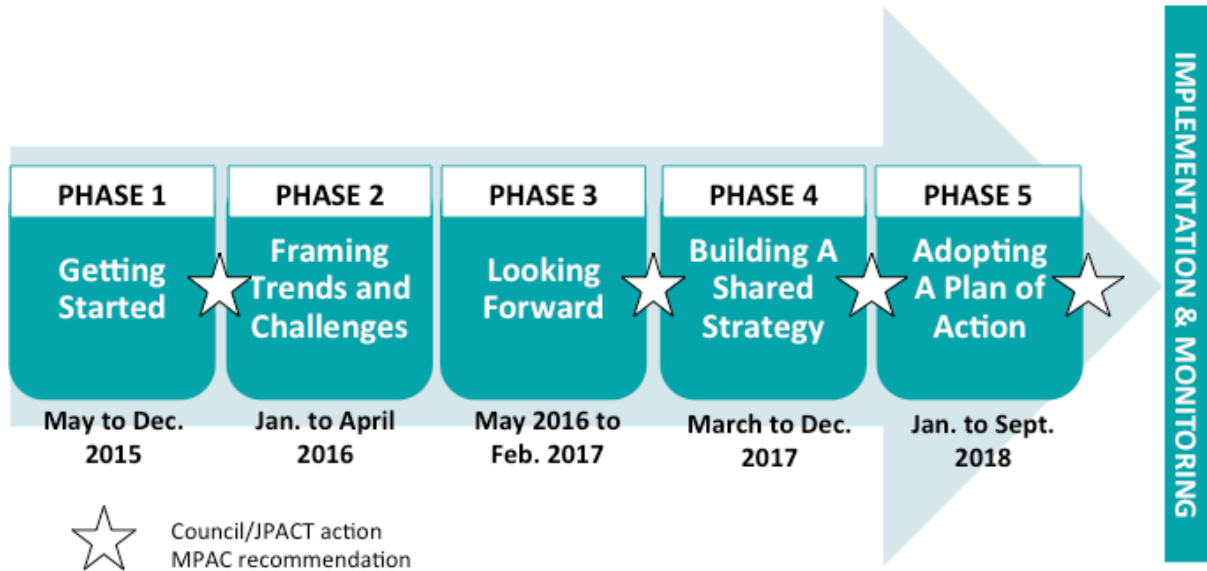 PHASE 1
Getting
Started
May to Dec.
2015
PHASE 2
Framing
Trends and
Challenges
Jan. to April
2016
PHASE 3
Looking
Forward
May 2016 to
Feb. 2017
PHASE 4
Building A
Shared
Strategy
March to Dec.
2017
PHASE 5
Adopting
A Plan of
Action
Jan. to Sept.
2018
IMPLEMENTATION & MONITORING
Council/JPACT action
MPAC recommendation